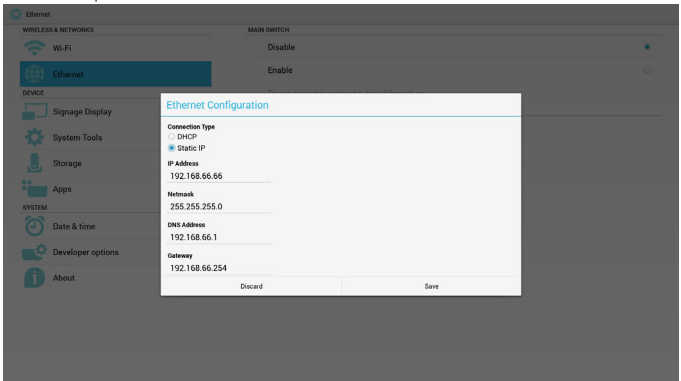 Ethernet
WIRELESS & NETWORKS
Wi-Fi
Ethernet
DEVICE
Signage Display
System Tools
Storage
Apps
SYSTEM
Date & time
Developer options
About
MAIN SWITCH
Disable
Enable
Ethernet Configuration
Connection Type
DHCP
Static IP
IP Address
192.168.66.66
Netmask
255.255.255.0
DNS Address
192.168.66.1
Gateway
192.168.66.254
Discard
Save